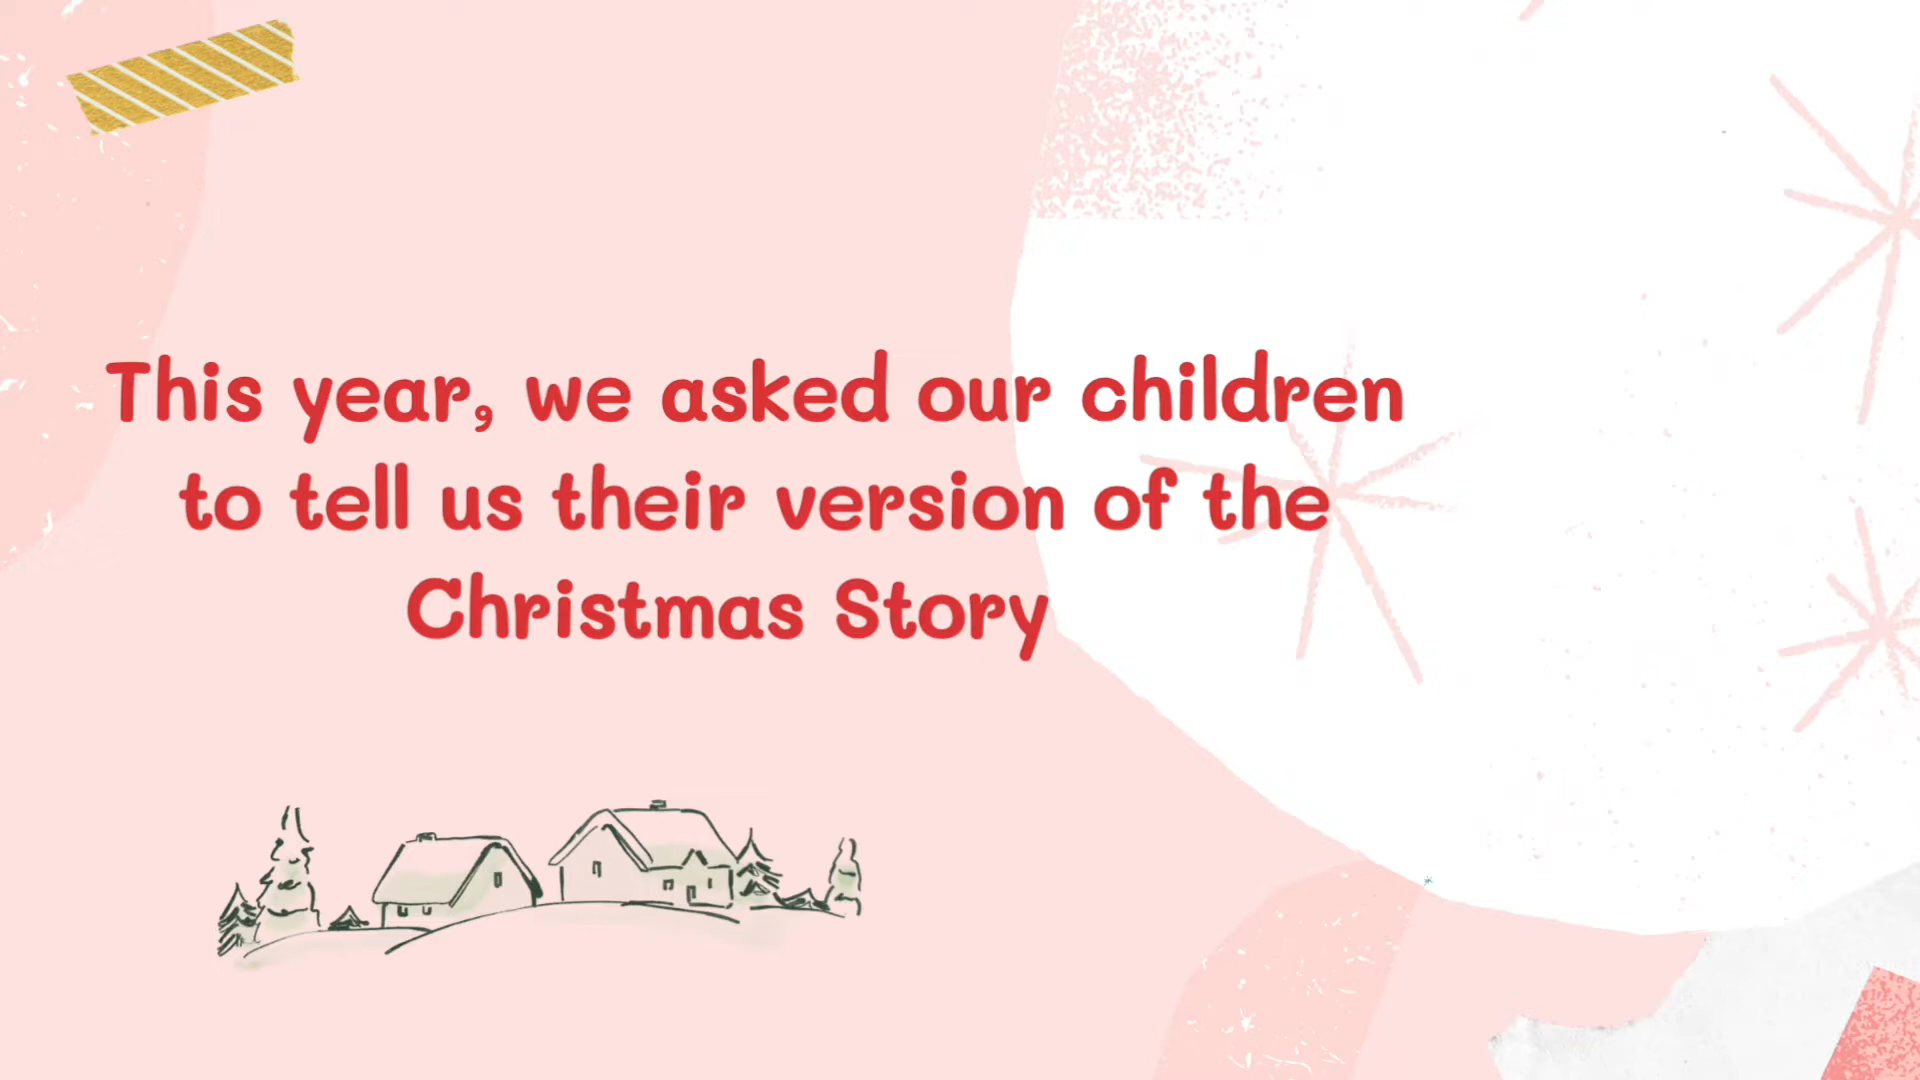 This year, we asked our children
to tell us their version of the
Christmas Story